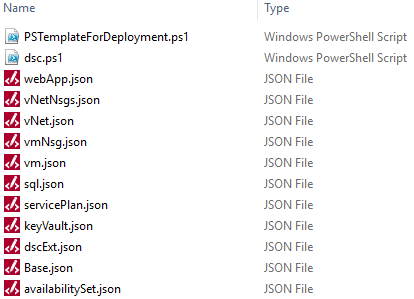 Name Type
PSTemplateForDeployment.ps1 Windows PowerShell Script
dsc.ps1 Windows PowerShell Script
webApp.json JSON File
vNetNsgs.json JSON File
vNet.json JSON File
vmNsg.json JSON File
vm.json JSON File
sql.json JSON File
servicePlan.json JSON File
keyVault.json JSON File
dscExt.json JSON File
Base.json JSON File
availabilitySet.json JSON File